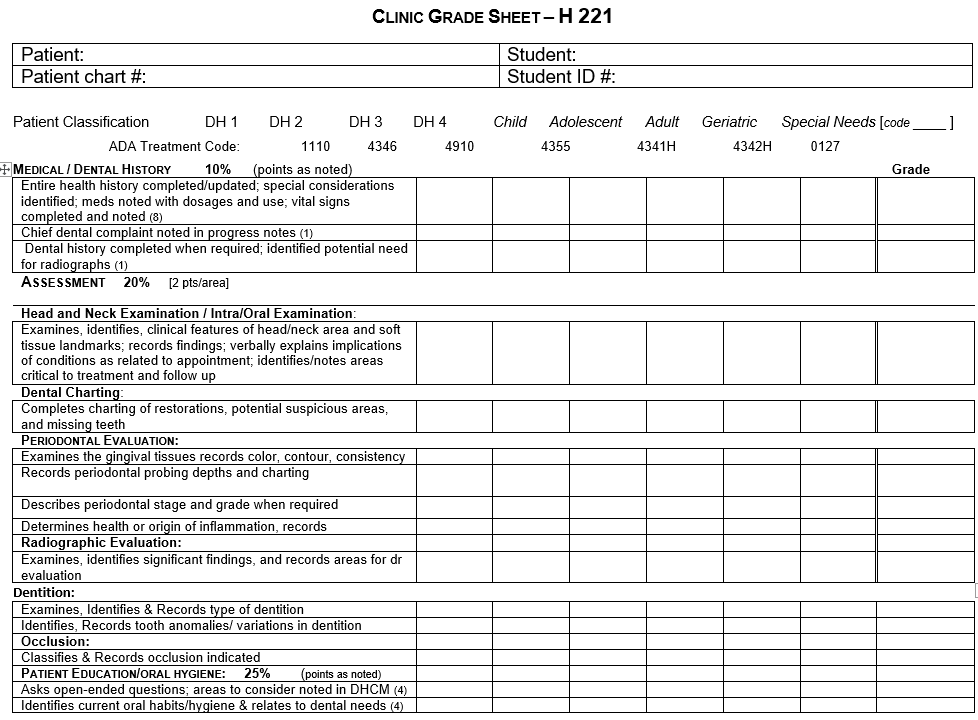 CLINIC GRADE SHEET – H 221
Patient: Student:
Patient chart #: Student ID #:
Patient Classification DH 1 DH 2 DH 3 DH 4 Child Adolescent Adult Geriatric Special Needs [code ____ ]
ADA Treatment Code: 1110 4346 4910 4355 4341H 4342H 0127
MEDICAL / DENTAL HISTORY 10% (points as noted) Grade
Entire health history completed/updated; special considerations
identified; meds noted with dosages and use; vital signs
completed and noted (8)
Chief dental complaint noted in progress notes (1)
Dental history completed when required; identified potential need
for radiographs (1)
ASSESSMENT 20% [2 pts/area]
Head and Neck Examination / Intra/Oral Examination:
Examines, identifies, clinical features of head/neck area and soft
tissue landmarks; records findings; verbally explains implications
of conditions as related to appointment; identifies/notes areas
critical to treatment and follow up
Dental Charting:
Completes charting of restorations, potential suspicious areas,
and missing teeth
PERIODONTAL EVALUATION:
Examines the gingival tissues records color, contour, consistency
Records periodontal probing depths and charting
Describes periodontal stage and grade when required
Determines health or origin of inflammation, records
Radiographic Evaluation:
Examines, identifies significant findings, and records areas for dr
evaluation
Dentition:
Examines, Identifies & Records type of dentition
Identifies, Records tooth anomalies/ variations in dentition
Occlusion:
Classifies & Records occlusion indicated
PATIENT EDUCATION/ORAL HYGIENE: 25% (points as noted)
Asks open-ended questions; areas to consider noted in DHCM (4)
Identifies current oral habits/hygiene & relates to dental needs (4)